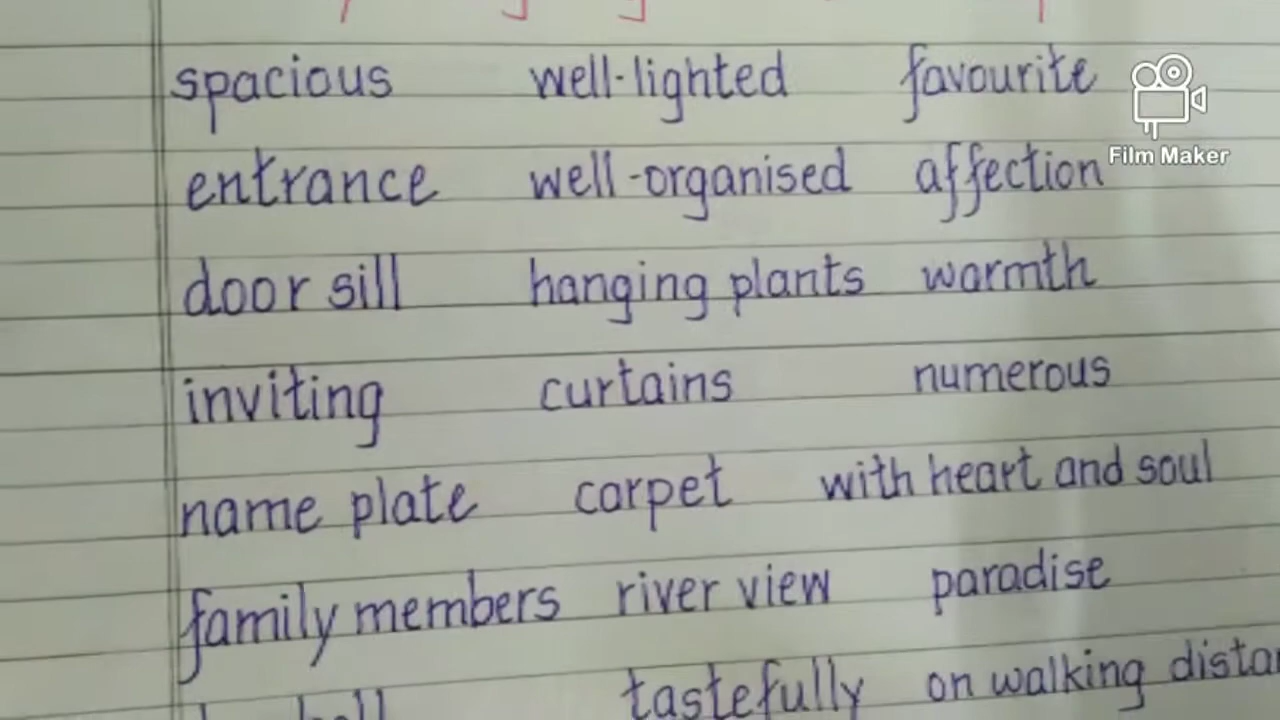 spacious well-lighted favourite
Film Maker
entrance well-organised affection
door sill hanging plants warmth
inviting curtains numerous
name plate carpet with heart and soul
family members river view paradise
tastefully on walking